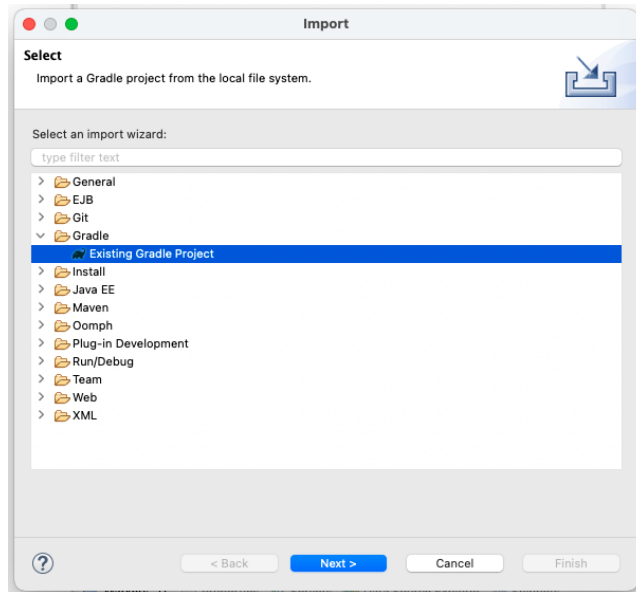 Import
Select
Import a Gradle project from the local file system.
Select an import wizard:
type filter text
General
EJB
Git
Gradle
Existing Gradle Project
Install
Java EE
Maven
Oomph
Plug-in Development
Run/Debug
Team
Web
XML
? < Back Next > Cancel Finish